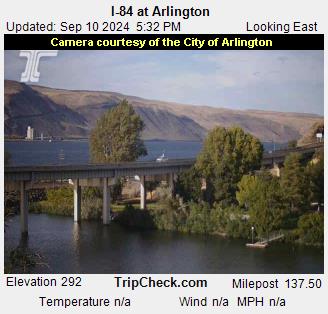 I-84 at Arlington
Updated: Sep 10 2024 5:32 PM Looking East
Camera courtesy of the City of Arlington
Elevation 292 TripCheck.com Milepost 137.50
Temperature n/a Wind n/a MPH n/a